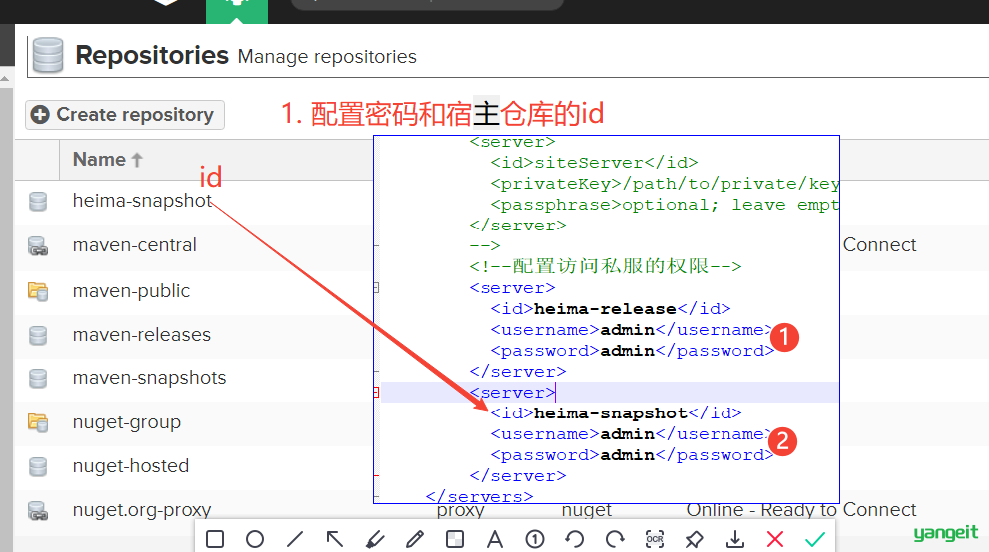 Repositories Manage repositories
Create repository
1. 配置密码和宿主仓库的id
Name
id
heima-snapshot
maven-central
Connect
maven-public
maven-releases
maven-snapshots
nuget-group
nuget-hosted
nuget.org-proxy proxy nuget Online - Ready to Connect
<server>
<id>siteServer</id>
<privateKey>/path/to/private/key
<passphrase>optional; leave empt
</server>
-->
<!--配置访问私服的权限-->
<server>
<id>heima-release</id>
<username>admin</username>
<password>admin</password>
1
</server>
<server>
<id>heima-snapshot</id>
<username>admin</username>
<password>admin</password>
2
</server>
</servers>
A
1
OCR
yangeit